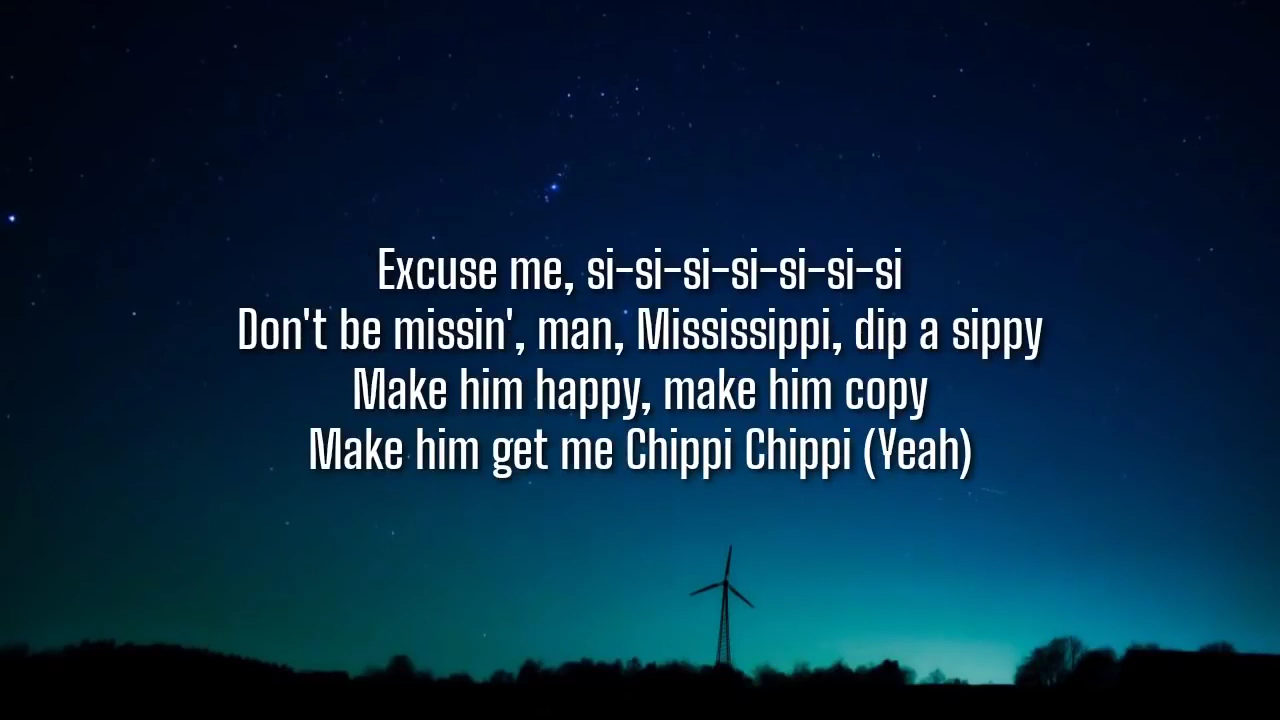 Excuse me, si-si-si-si-si-si-si
Don't be missin', man, Mississippi, dip a sippy
Make him happy, make him copy
Make him get me Chippi Chippi (Yeah)